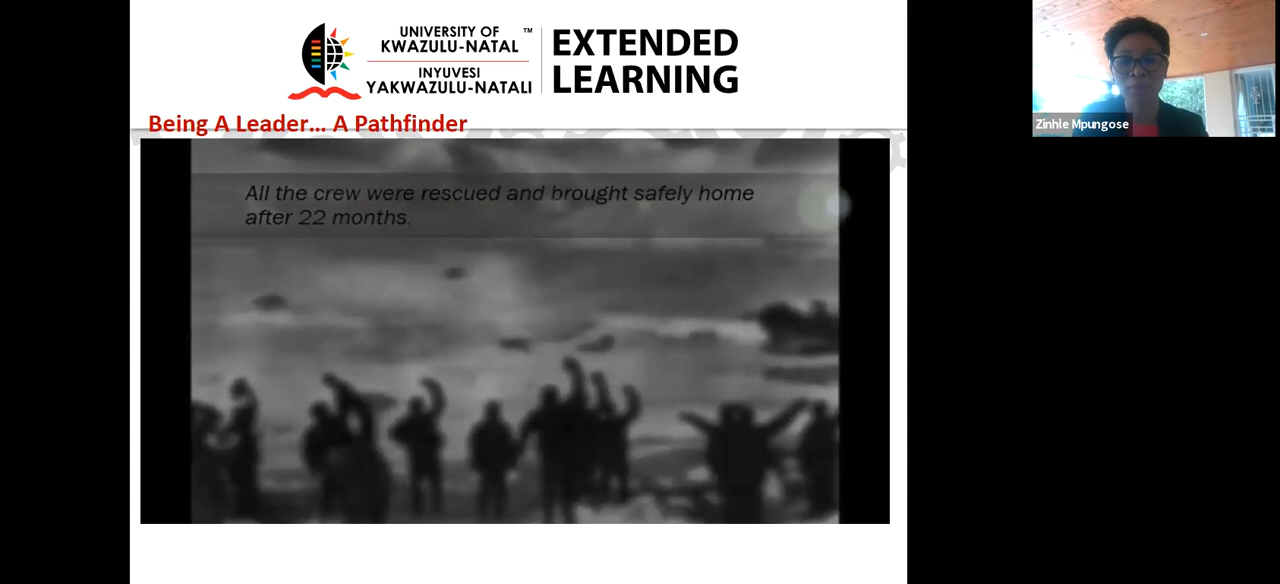 UNIVERSITY OF
KWAZULU-NATAL
INYUVESI
YAKWAZULU-NATALI
™
EXTENDED
LEARNING
Being A Leader... A Pathfinder
All the crew were rescued and brought safely home
after 22 months.
Zinhle Mpungose